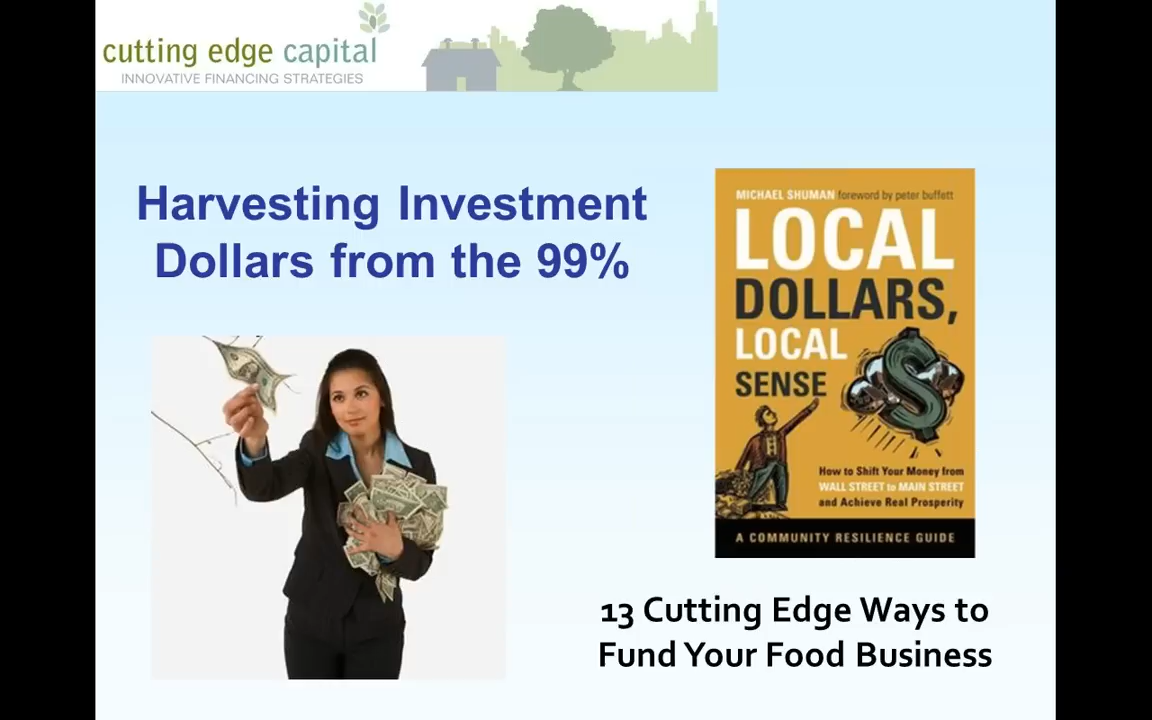 cutting edge capital
INNOVATIVE FINANCING STRATEGIES
Harvesting Investment
Dollars from the 99%
MICHAEL SHUMAN foreword by peter buffett
LOCAL
DOLLARS,
LOCAL
SENSE
How to Shift Your Money from
WALL STREET to MAIN STREET
and Achieve Real Prosperity
A COMMUNITY RESILIENCE GUIDE
13 Cutting Edge Ways to
Fund Your Food Business